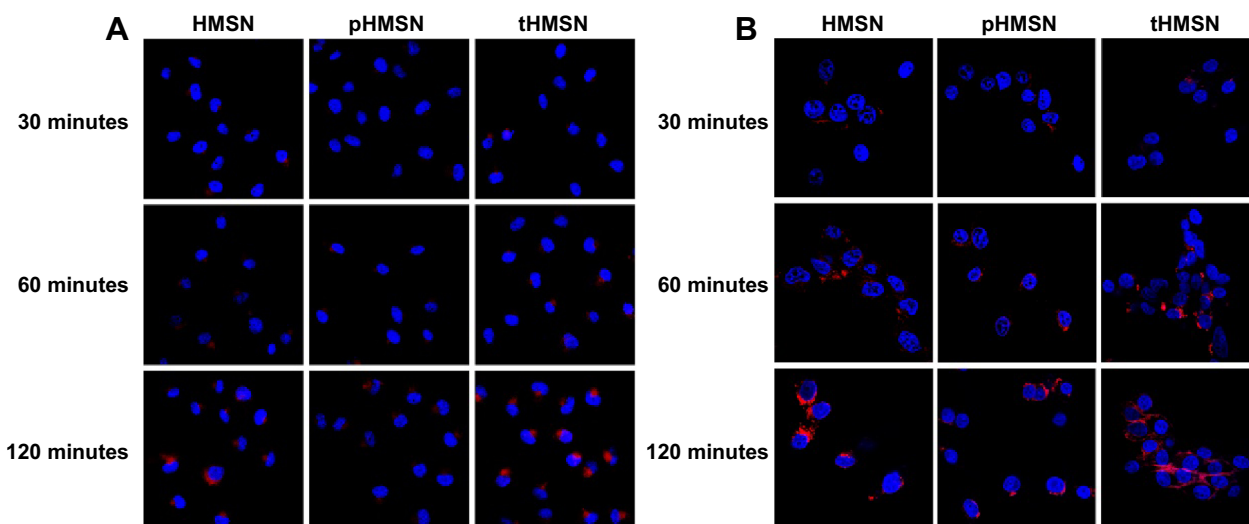 A
HMSN pHMSN tHMSN
30 minutes
60 minutes
120 minutes
B
HMSN pHMSN tHMSN
30 minutes
60 minutes
120 minutes